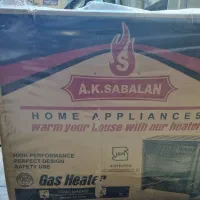 S
A.K.SABALAN
HOME APPLIANCES
warm your house with our heater
HIGH PERFORMANCE
PERFECT DESIGN
SAFETY USE
Gas Heater